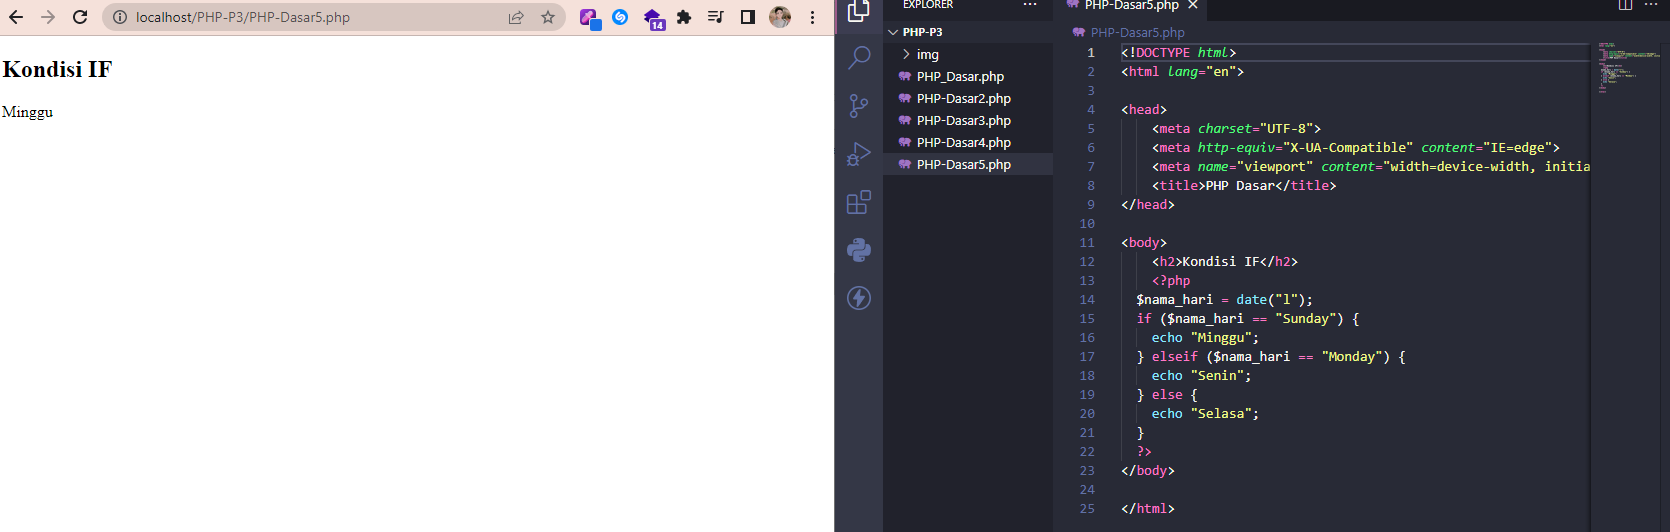 localhost/PHP-P3/PHP-Dasar5.php
14
Kondisi IF
Minggu
EXPLORER
PHP-P3
img
PHP_Dasar.php
PHP-Dasar2.php
PHP-Dasar3.php
PHP-Dasar4.php
PHP-Dasar5.php
PHP-Dasar5.php
PHP-Dasar5.php
1 <!DOCTYPE html>
2 <html lang="en">
3
4 <head>
5 <meta charset="UTF-8">
6 <meta http-equiv="X-UA-Compatible" content="IE=edge">
7 <meta name="viewport" content="width=device-width, initia
8 <title>PHP Dasar</title>
9 </head>
10
11 <body>
12 <h2>Kondisi IF</h2>
13 <?php
14 $nama_hari = date("l");
15 if ($nama_hari == "Sunday") {
16 echo "Minggu";
17 } elseif ($nama_hari == "Monday") {
18 echo "Senin";
19 } else {
20 echo "Selasa";
21 }
22 ?>
23 </body>
24
25 </html>